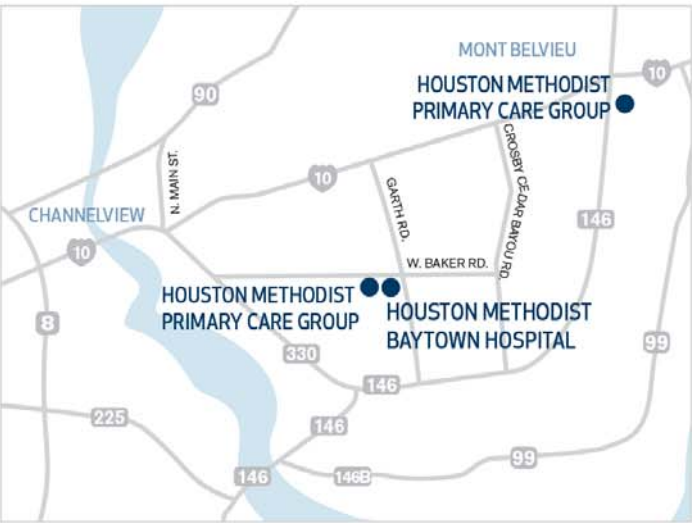 MONT BELVIEU
HOUSTON METHODIST
PRIMARY CARE GROUP
10
90
N. MAIN ST.
10
GARTH RD.
CROSBY CEDAR BAYOU RD.
CHANNELVIEW
146
10
W. BAKER RD.
HOUSTON METHODIST
PRIMARY CARE GROUP
HOUSTON METHODIST
BAYTOWN HOSPITAL
8
330
99
146
225
146
99
146
146B